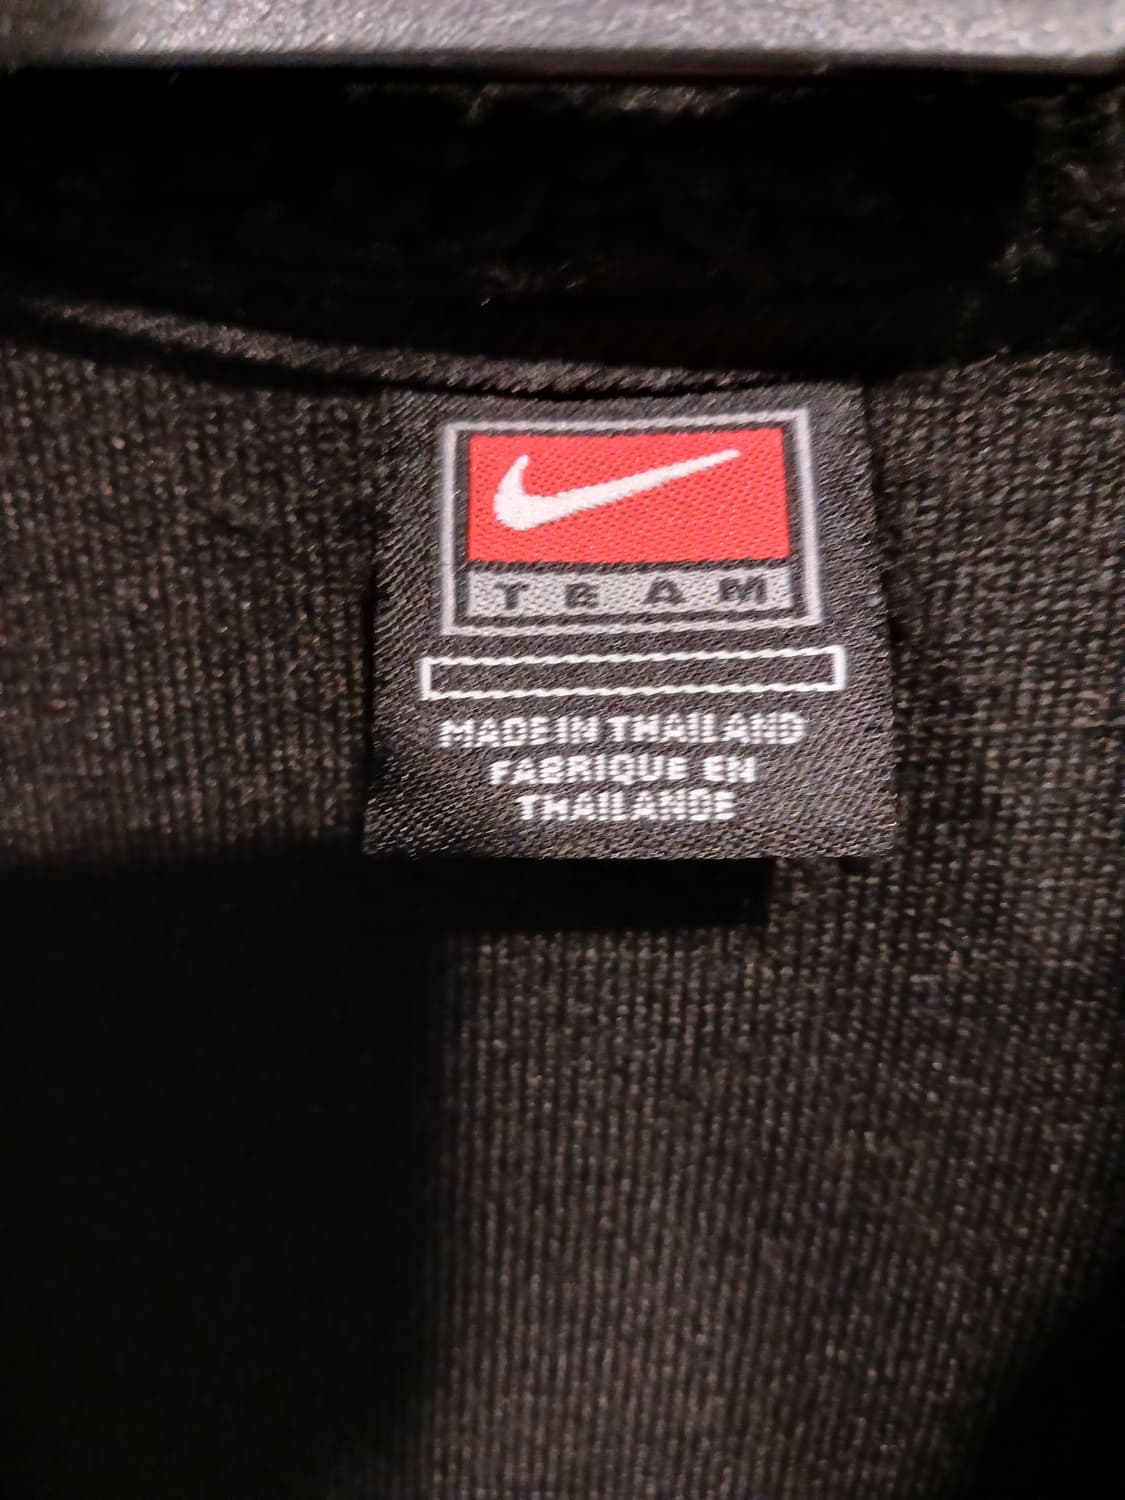 TEAM
MADE IN THAILAND
FABRIQUE EN
THAILANDE